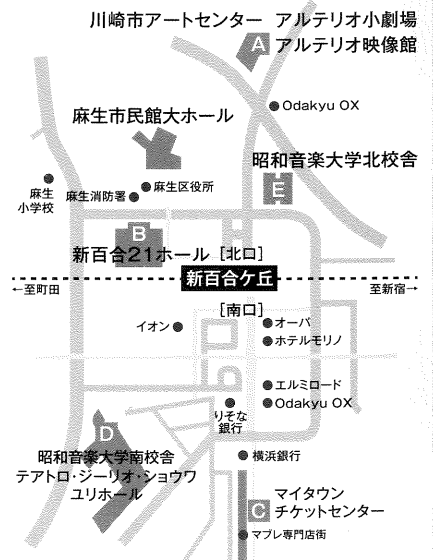 川崎市アートセンター アルテリオ小劇場
A アルテリオ映像館
Odakyu OX
麻生市民館大ホール
昭和音楽大学北校舎
E
麻生区役所
麻生消防署
麻生
小学校
B
新百合21ホール
[北口]
新百合ケ丘
←至町田
至新宿→
[南口]
イオン
オーパ
ホテルモリノ
エルミロード
Odakyu OX
りそな
銀行
D
昭和音楽大学南校舎
テアトロ・ジーリオ・ショウワ
ユリホール
横浜銀行
C
マイタウン
チケットセンター
マプレ専門店街